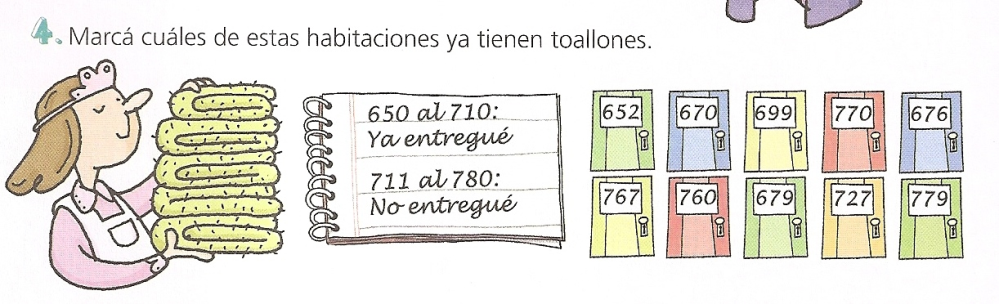 4. Marcá cuáles de estas habitaciones ya tienen toallones.
650 al 710:
Ya entregué
711 al 780:
No entregué
652 670 699 770 676
767 760 679 727 779